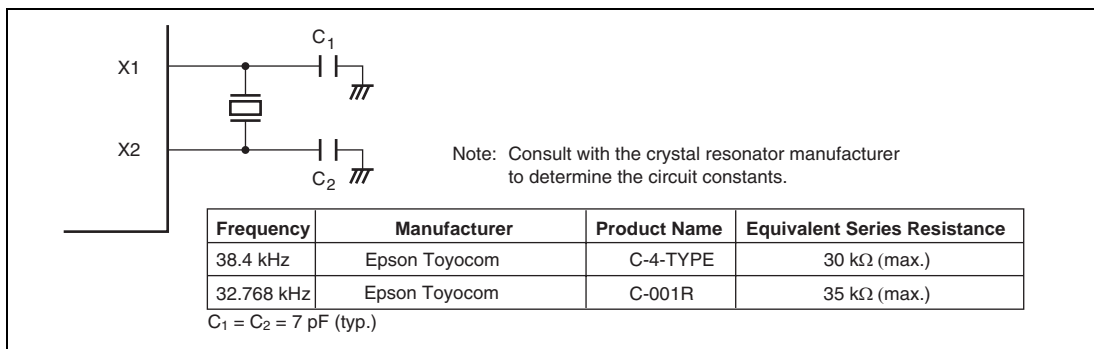 C1
X1
X2
C2
Note: Consult with the crystal resonator manufacturer
to determine the circuit constants.
Frequency Manufacturer Product Name Equivalent Series Resistance
38.4 kHz Epson Toyocom C-4-TYPE 30 kΩ (max.)
32.768 kHz Epson Toyocom C-001R 35 kΩ (max.)
C1 = C2 = 7 pF (typ.)